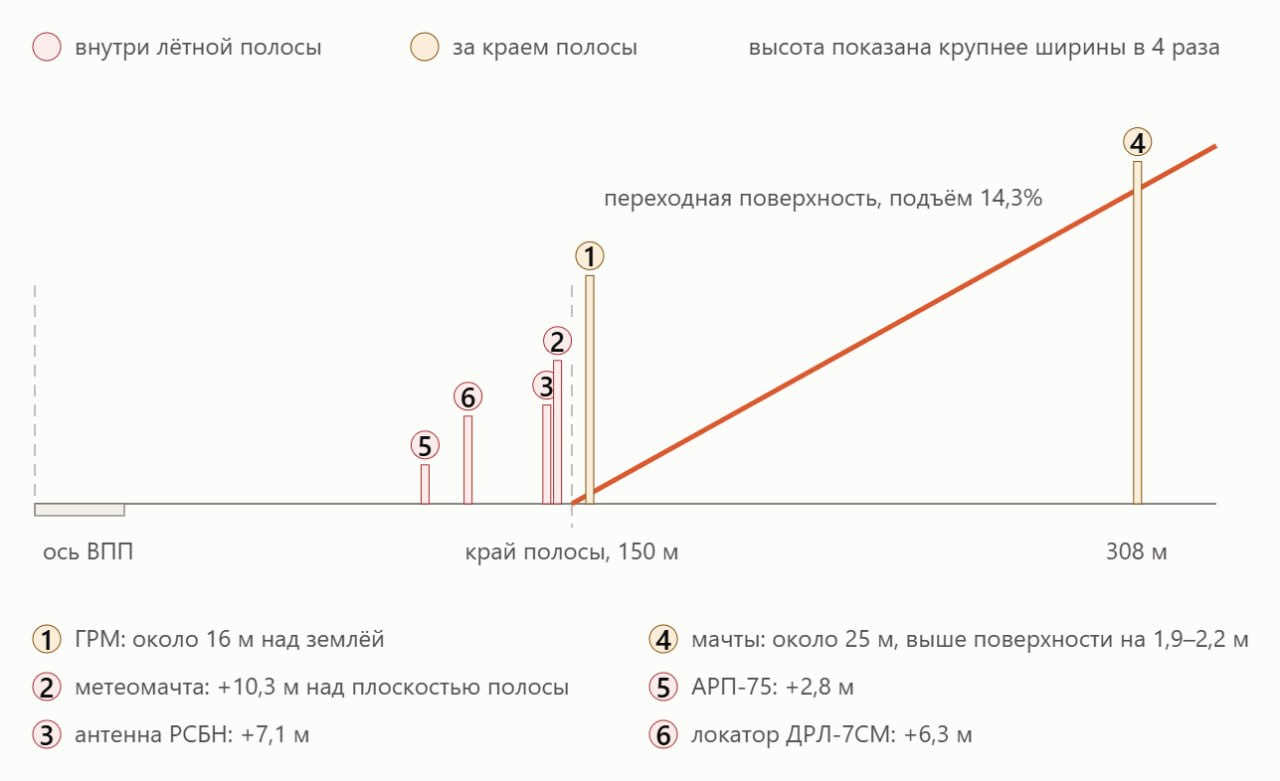 внутри лётной полосы
за краем полосы
высота показана крупнее ширины в 4 раза
4
переходная поверхность, подъём 14,3%
1
2
3
6
5
ось ВПП
край полосы, 150 м
308 м
1 ГРМ: около 16 м над землёй
2 метеомачта: +10,3 м над плоскостью полосы
3 антенна РСБН: +7,1 м
4 мачты: около 25 м, выше поверхности на 1,9–2,2 м
5 АРП-75: +2,8 м
6 локатор ДРЛ-7СМ: +6,3 м